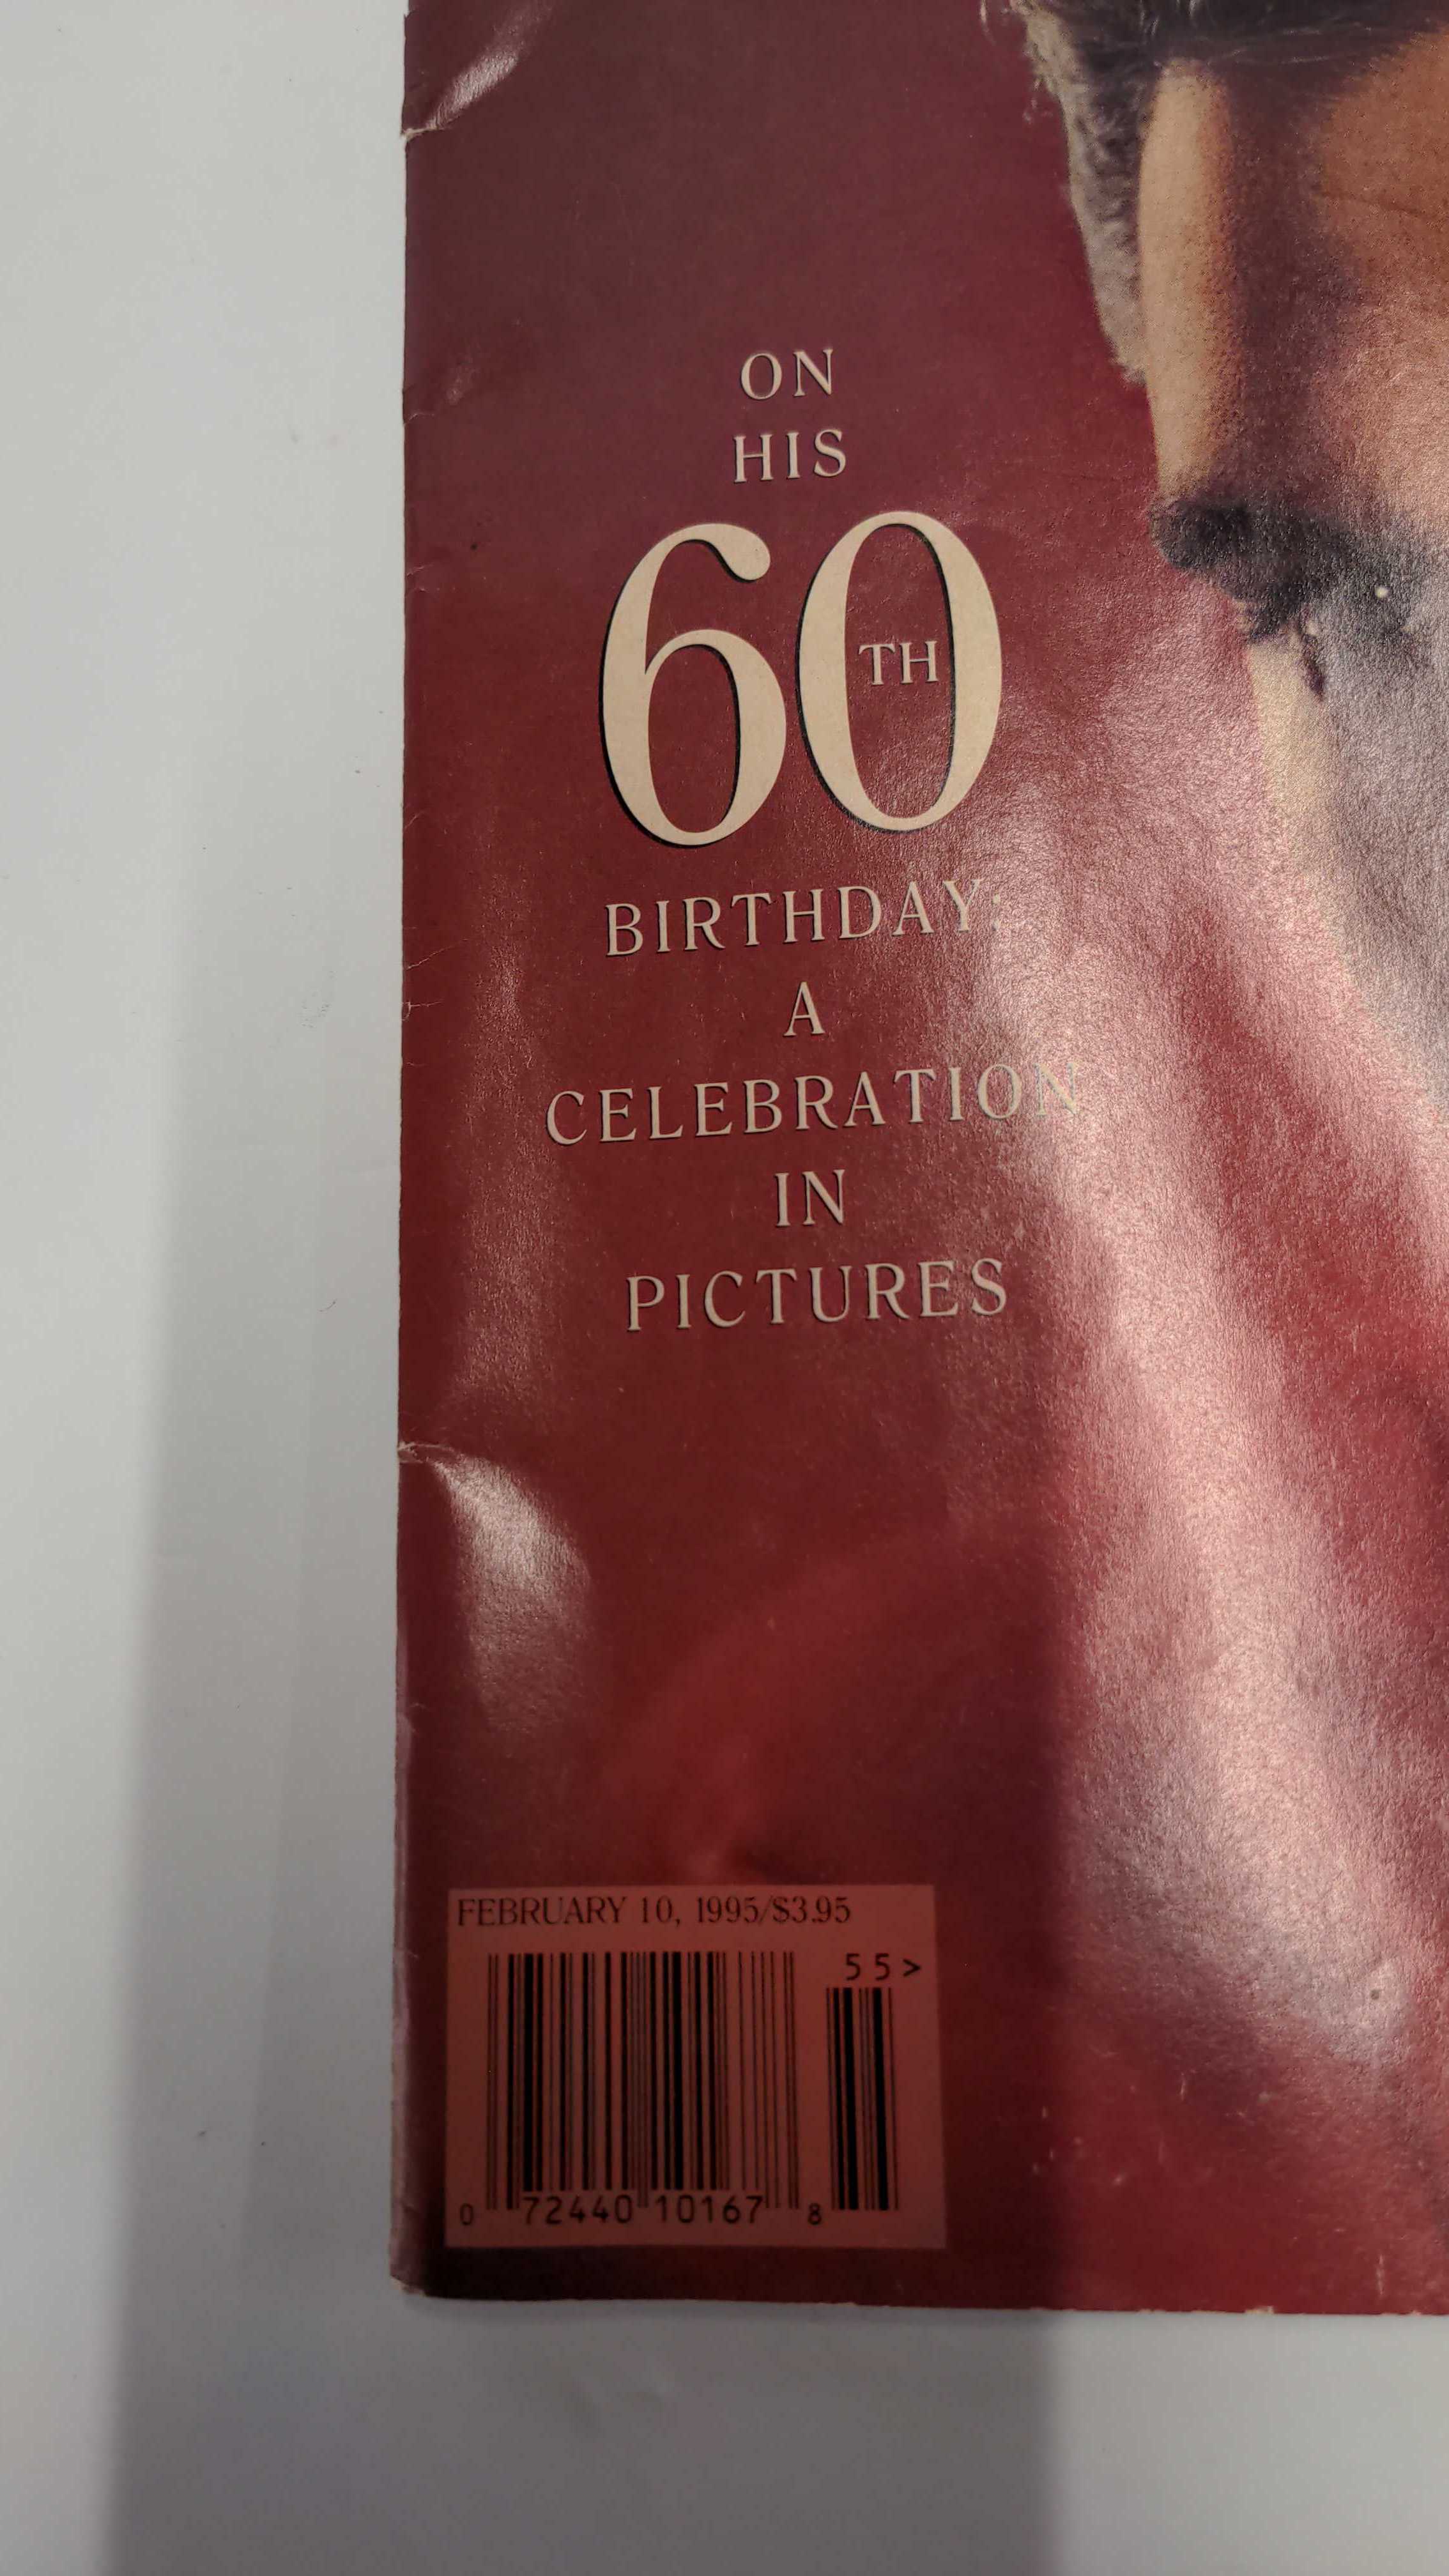 ON
HIS
60TH
BIRTHDAY:
A
CELEBRATION
IN
PICTURES
FEBRUARY 10, 1995/$3.95
55>
0 72440 10167 8